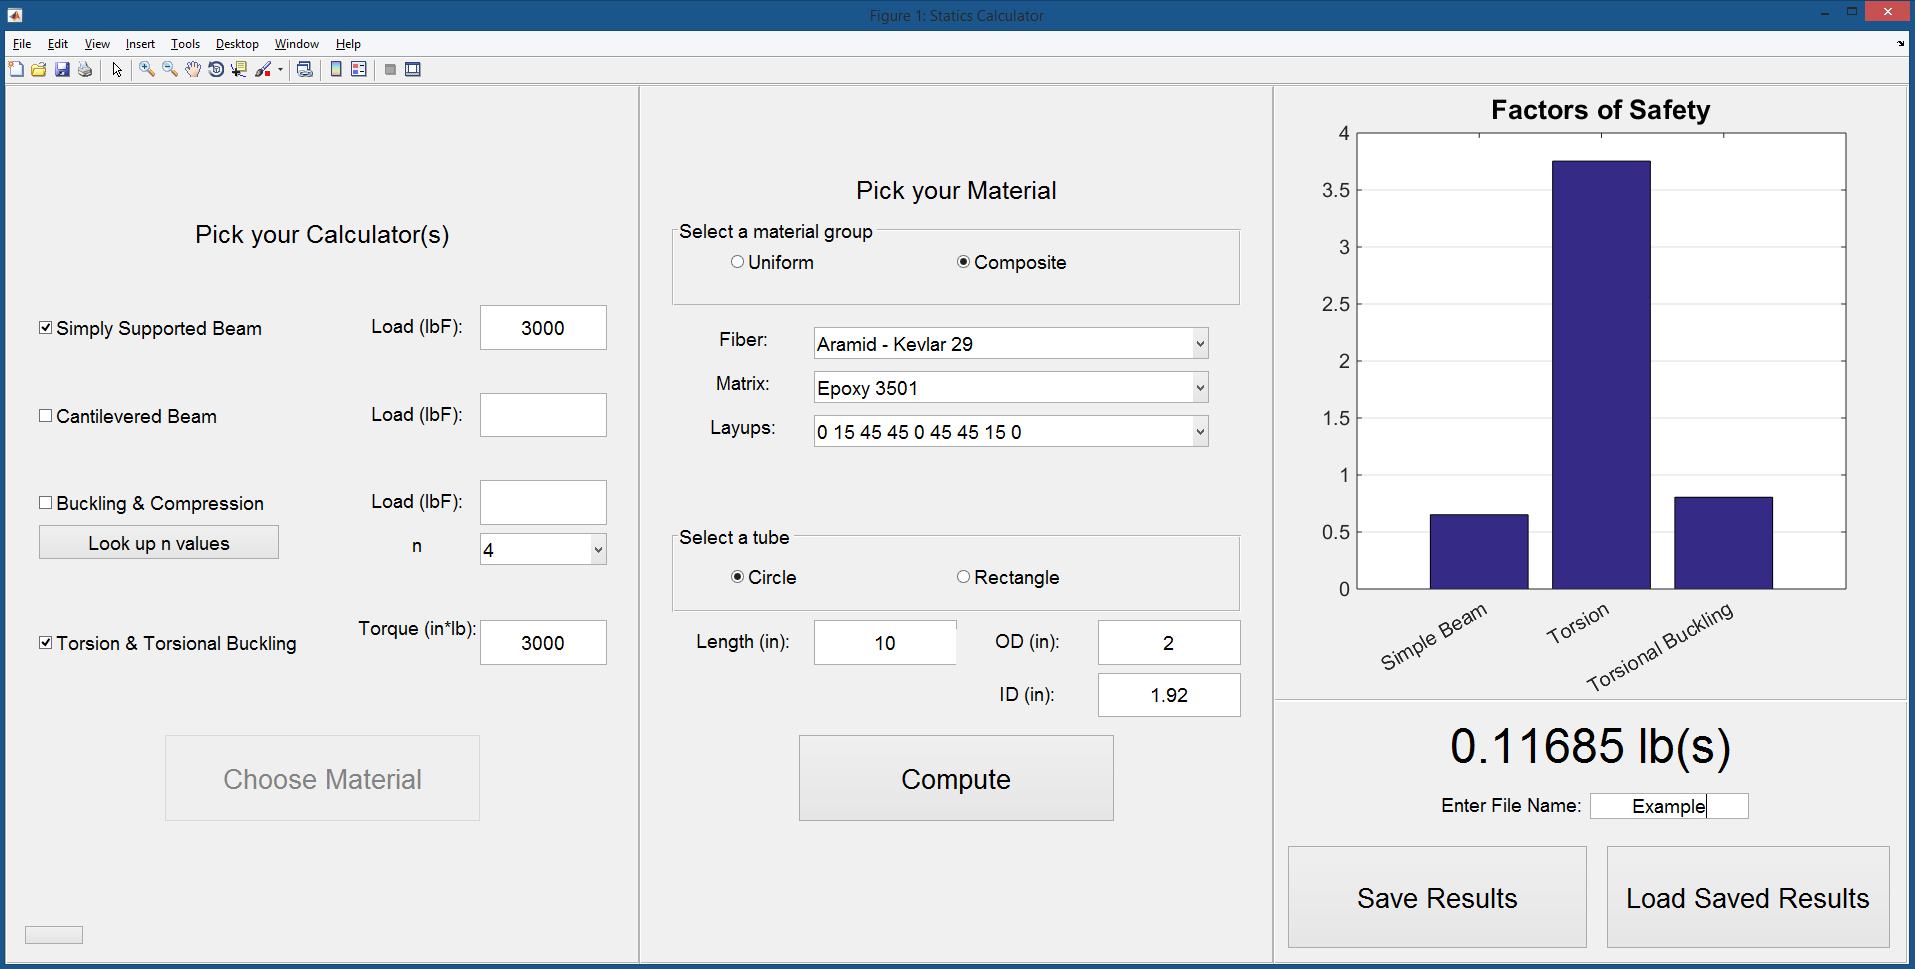 Figure 1: Statics Calculator
File Edit View Insert Tools Desktop Window Help
Pick your Calculator(s)
Simply Supported Beam Load (lbF): 3000
Cantilevered Beam Load (lbF):
Buckling & Compression Load (lbF):
Look up n values n 4
Torsion & Torsional Buckling Torque (in*lb): 3000
Choose Material
Pick your Material
Select a material group
Uniform Composite
Fiber: Aramid - Kevlar 29
Matrix: Epoxy 3501
Layups: 0 15 45 45 0 45 45 15 0
Select a tube
Circle Rectangle
Length (in): 10 OD (in): 2
ID (in): 1.92
Compute
Factors of Safety
4
3.5
3
2.5
2
1.5
1
0.5
0
Simple Beam
Torsion
Torsional Buckling
0.11685 lb(s)
Enter File Name: Example
Save Results Load Saved Results